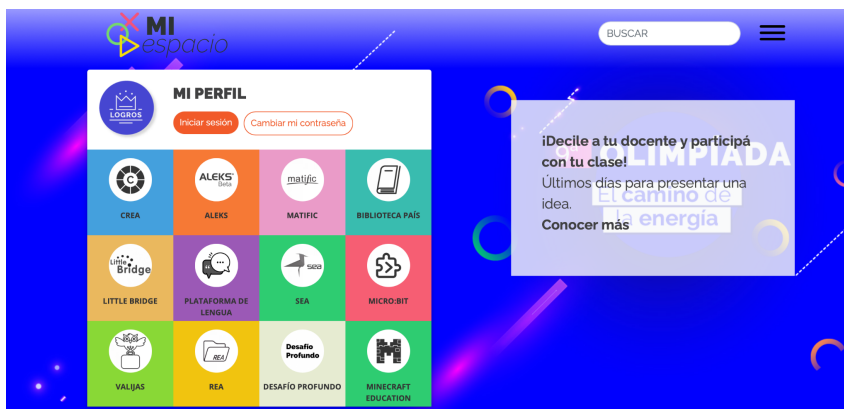 MI
espacio
BUSCAR
LOGROS
MI PERFIL
Iniciar sesión
Cambiar mi contraseña
C
CREA
ALEKS
Beta
ALEKS
matific
MATIFIC
BIBLIOTECA PAÍS
Little
Bridge
LITTLE BRIDGE
PLATAFORMA DE
LENGUA
sea
SEA
MICRO:BIT
VALIJAS
REA
REA
Desafío
Profundo
DESAFÍO PROFUNDO
MINECRAFT
EDUCATION
¡Decile a tu docente y participá
con tu clase!
Últimos días para presentar una
idea.
Conocer más
OLIMPIADA
El camino de
la energía